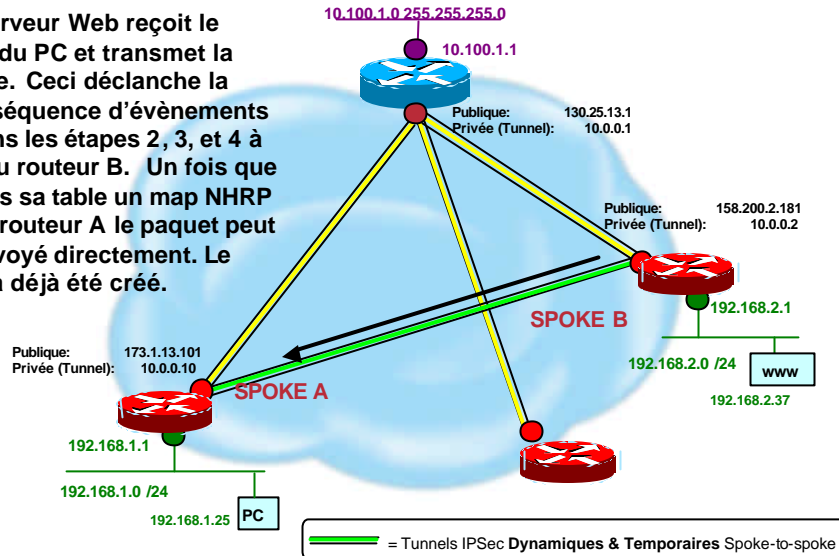 erveur Web reçoit le
du PC et transmet la
e. Ceci déclanche la
séquence d'évènements
ns les étapes 2, 3, et 4 à
u routeur B. Un fois que
s sa table un map NHRP
routeur A le paquet peut
voyé directement. Le
a déjà été créé.
10.100.1.0 255.255.255.0
10.100.1.1
Publique: 130.25.13.1
Privée (Tunnel): 10.0.0.1
Publique: 158.200.2.181
Privée (Tunnel): 10.0.0.2
SPOKE B
192.168.2.1
192.168.2.0 /24
www
192.168.2.37
Publique: 173.1.13.101
Privée (Tunnel): 10.0.0.10
SPOKE A
192.168.1.1
192.168.1.0 /24
192.168.1.25
PC
= Tunnels IPSec Dynamiques & Temporaires Spoke-to-spoke